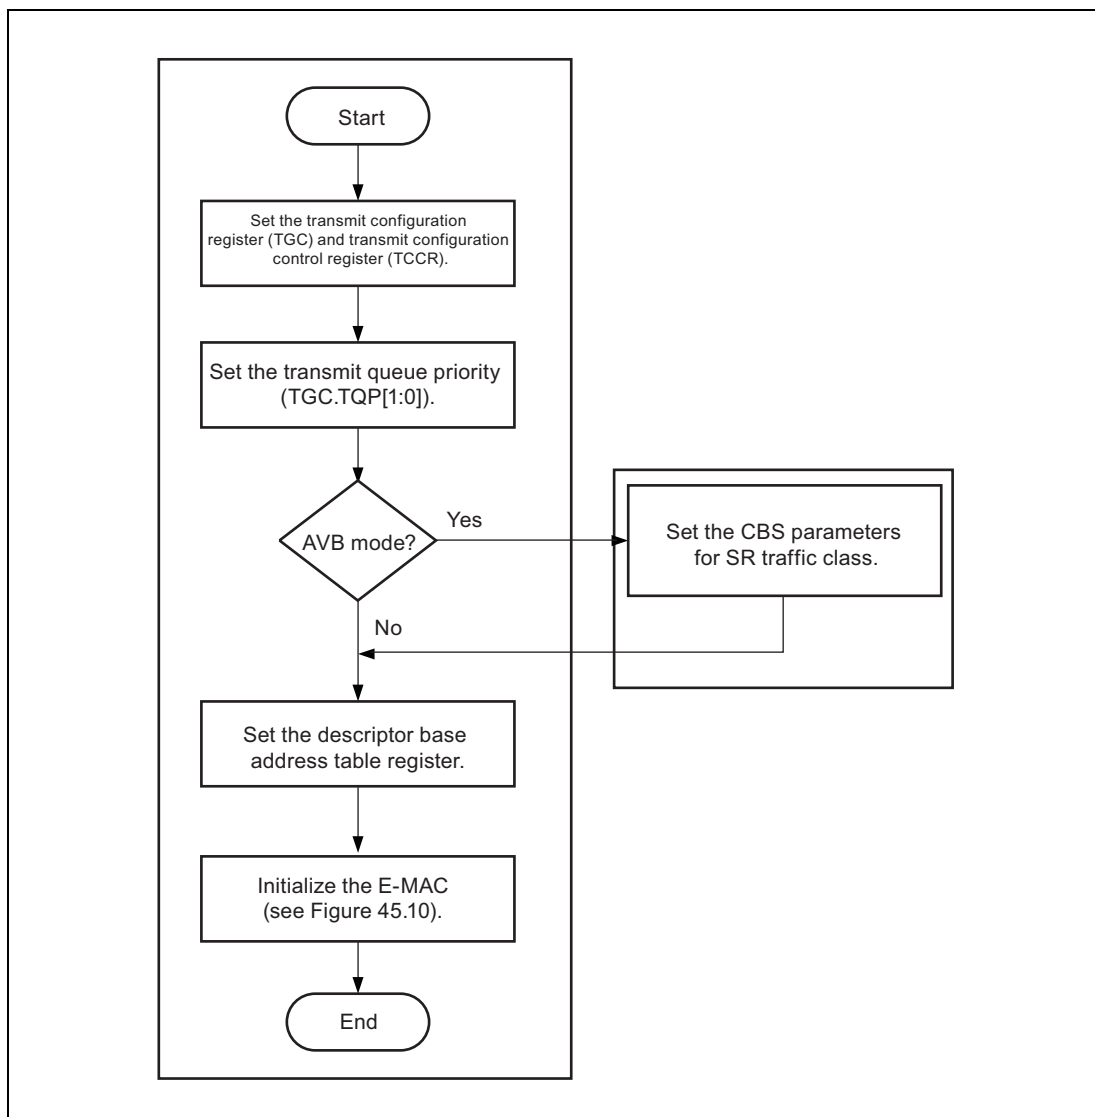 Start
Set the transmit configuration
register (TGC) and transmit configuration
control register (TCCR).
Set the transmit queue priority
(TGC.TQP[1:0]).
AVB mode?
Yes
Set the CBS parameters
for SR traffic class.
No
Set the descriptor base
address table register.
Initialize the E-MAC
(see Figure 45.10).
End